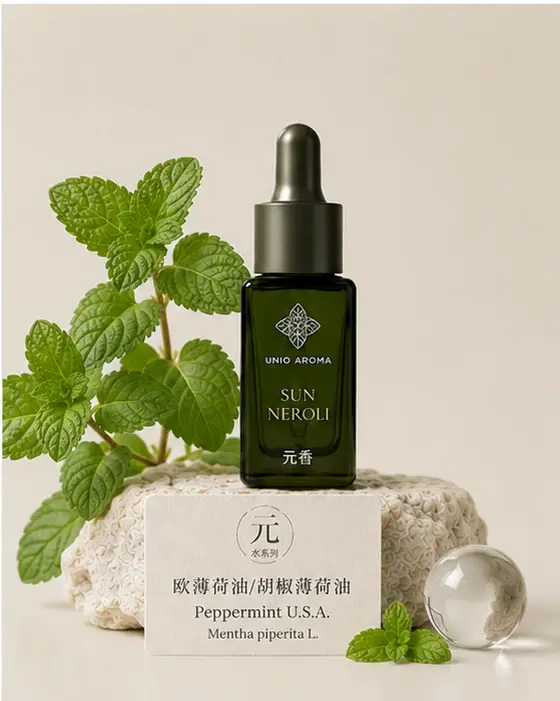 UNIO AROMA
SUN
NEROLI
元香
元
水系列
欧薄荷油/胡椒薄荷油
Peppermint U.S.A.
Mentha piperita L.